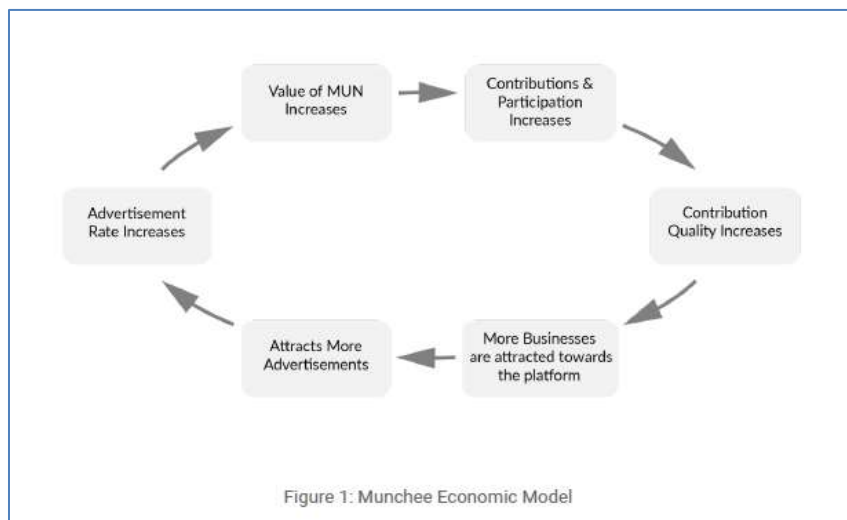 Value of MUN
Increases
Contributions &
Participation
Increases
Advertisement
Rate Increases
Contribution
Quality Increases
Attracts More
Advertisements
More Businesses
are attracted towards
the platform
Figure 1: Munchee Economic Model